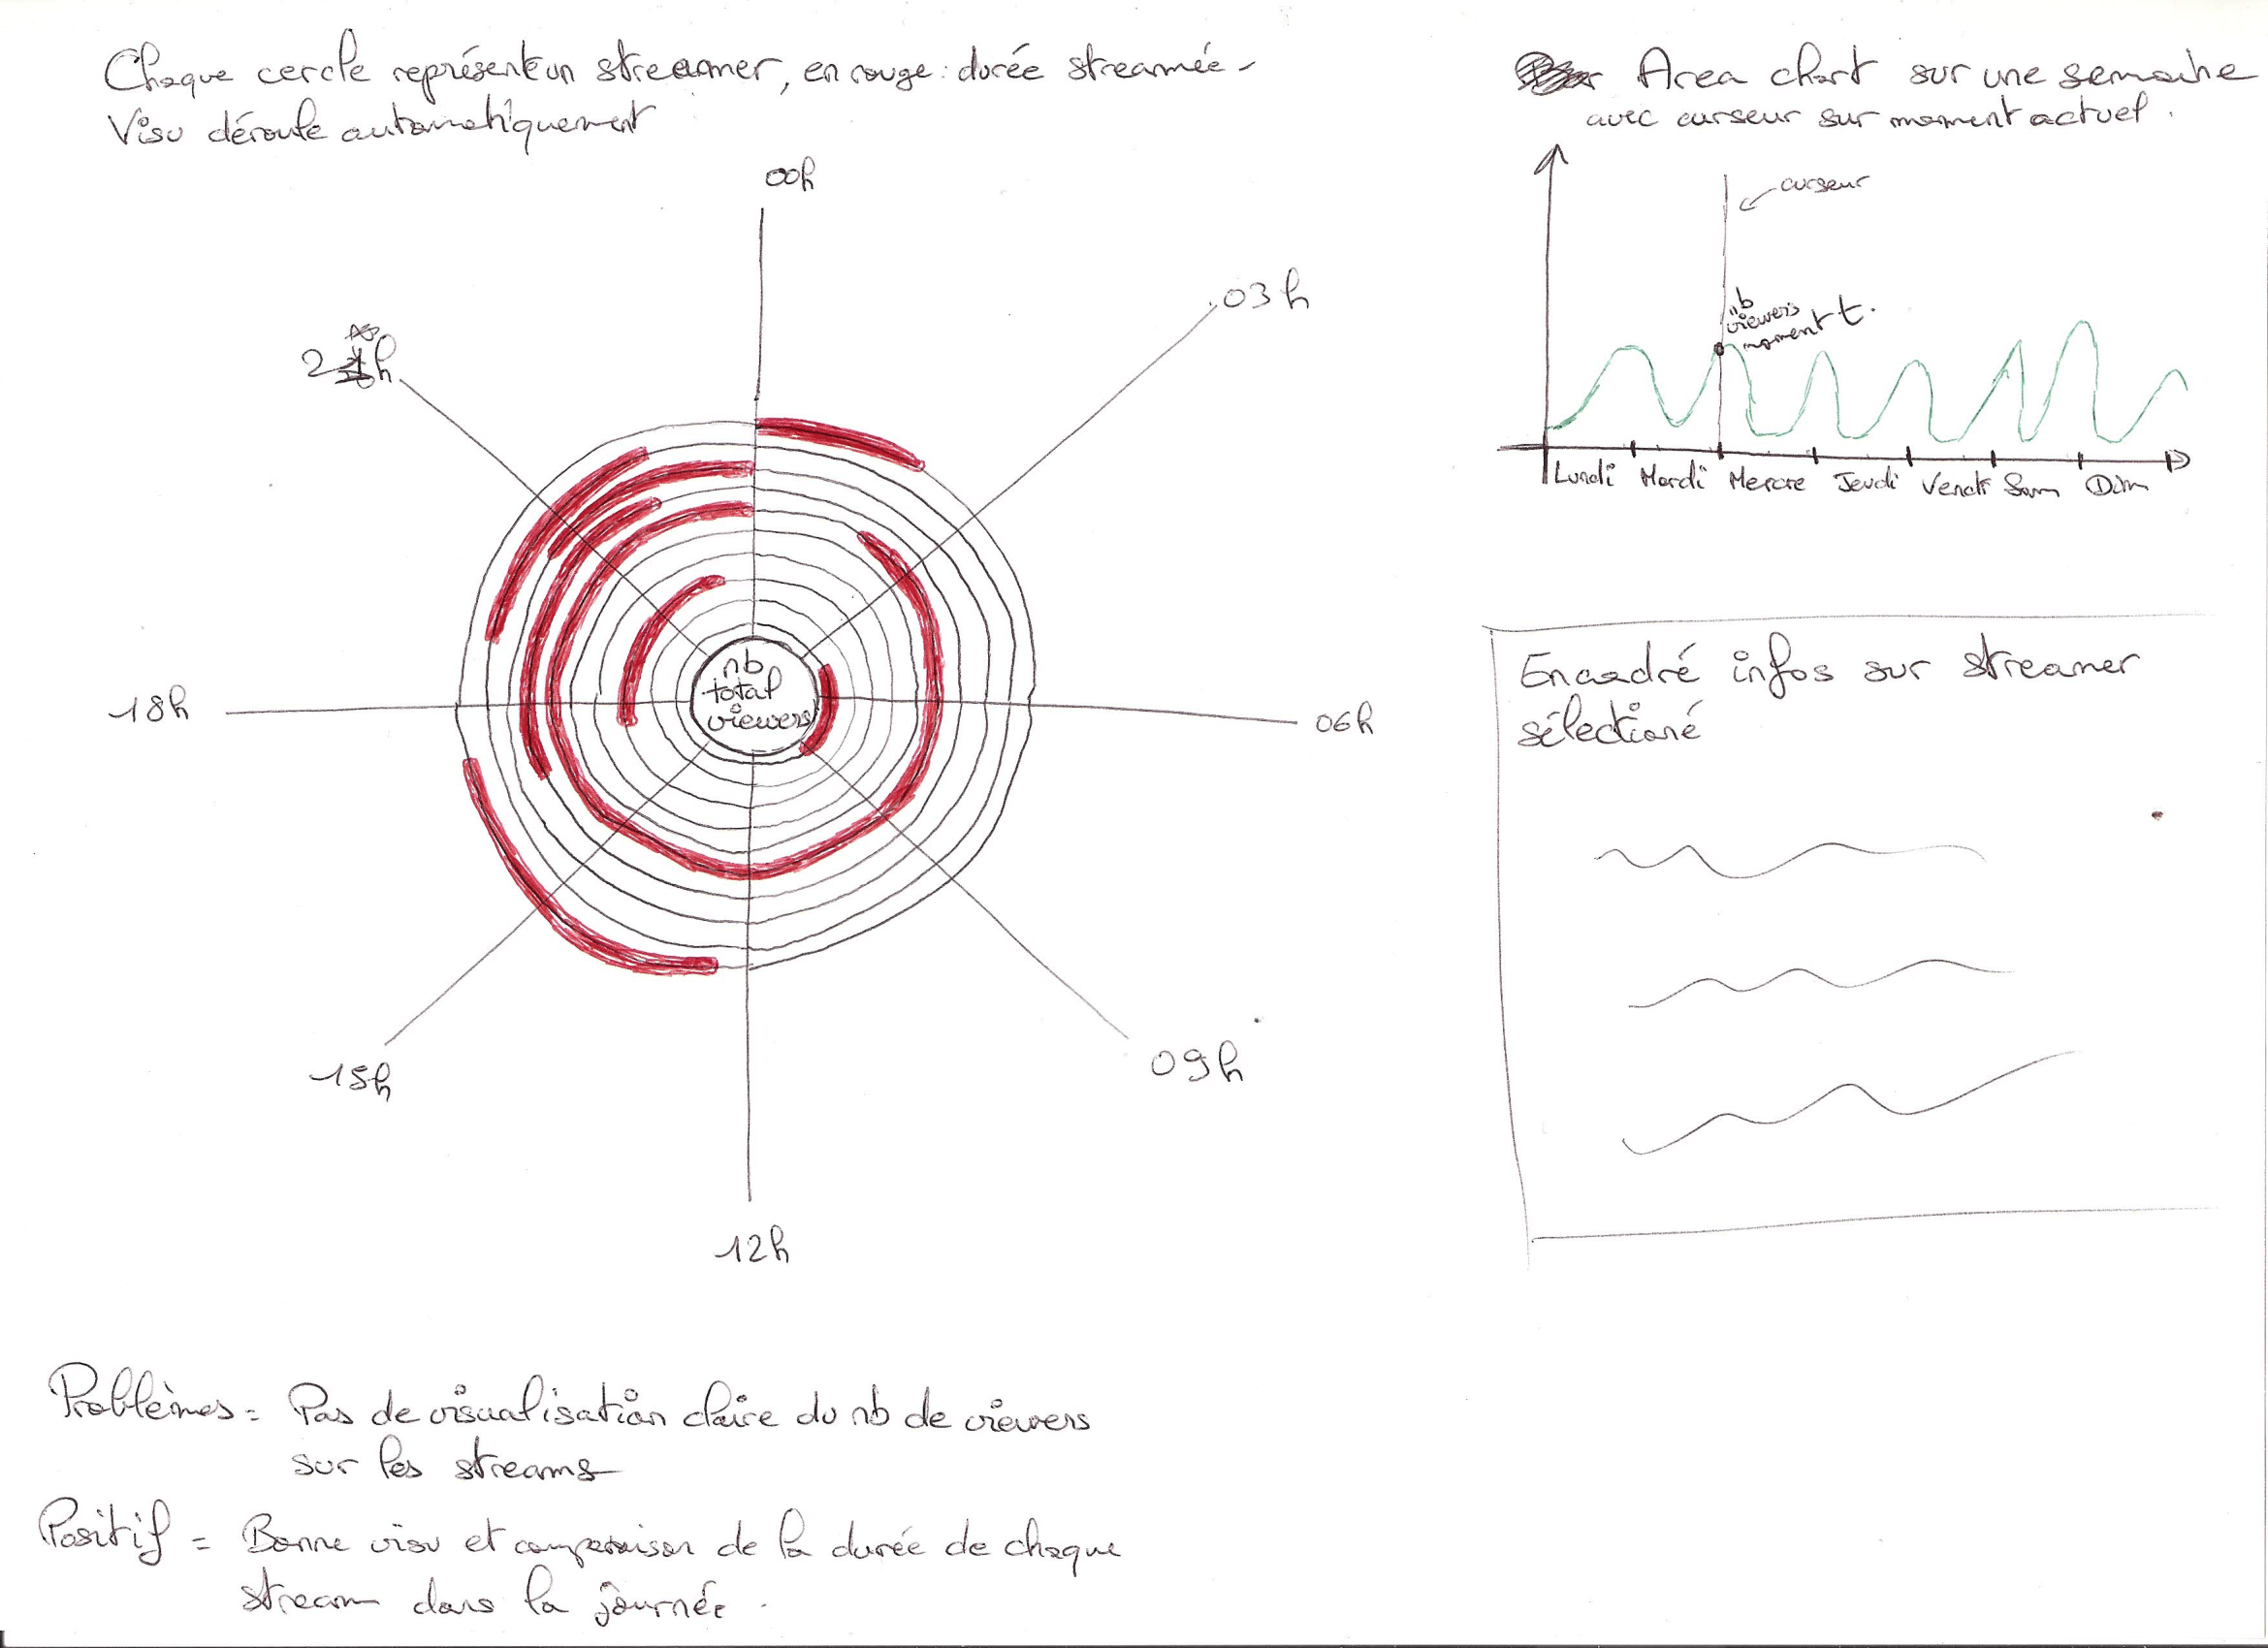 Chaque cercle représente un streamer, en rouge : durée streamée -
Visu déroule automatiquement
00h
03h
06h
09h
12h
15h
18h
21h
nb
total
viewers
Area chart sur une semaine
avec curseur sur moment actuel.
curseur
nb
viewers
moment t.
Lundi Mardi Mercre Jeudi Vendr Sam Dim
Encadré infos sur streamer
sélectioné
Problèmes = Pas de visualisation claire du nb de viewers
sur les streams
Positif = Bonne visu et comparaison de la durée de chaque
stream dans la journée.